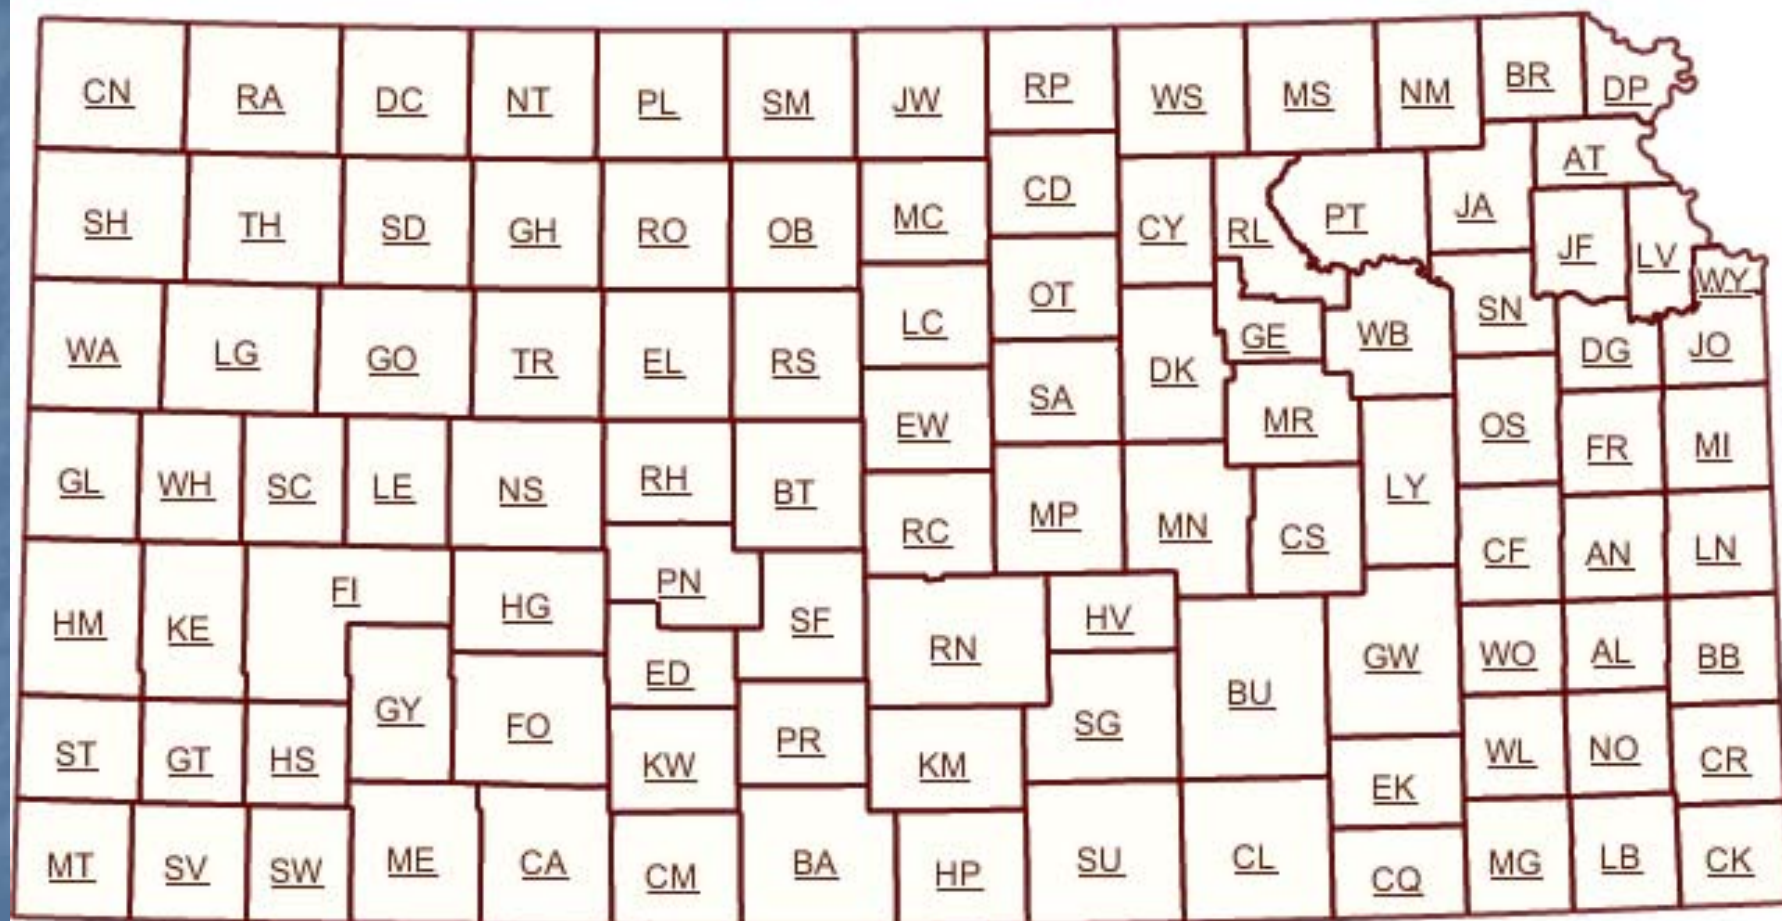 CN RA DC NT PL SM JW RP WS MS NM BR DP
SH TH SD GH RO OB MC CD CY RL PT JA AT
JF LV WY
WA LG GO TR EL RS LC OT DK GE WB SN DG JO
GL WH SC LE NS RH BT EW SA MR LY OS FR MI
HM KE FI HG PN SF RC MP MN CS CF AN LN
ED RN HV BU GW WO AL BB
ST GT HS GY FO KW PR KM SG EK WL NO CR
MT SV SW ME CA CM BA HP SU CL CQ MG LB CK